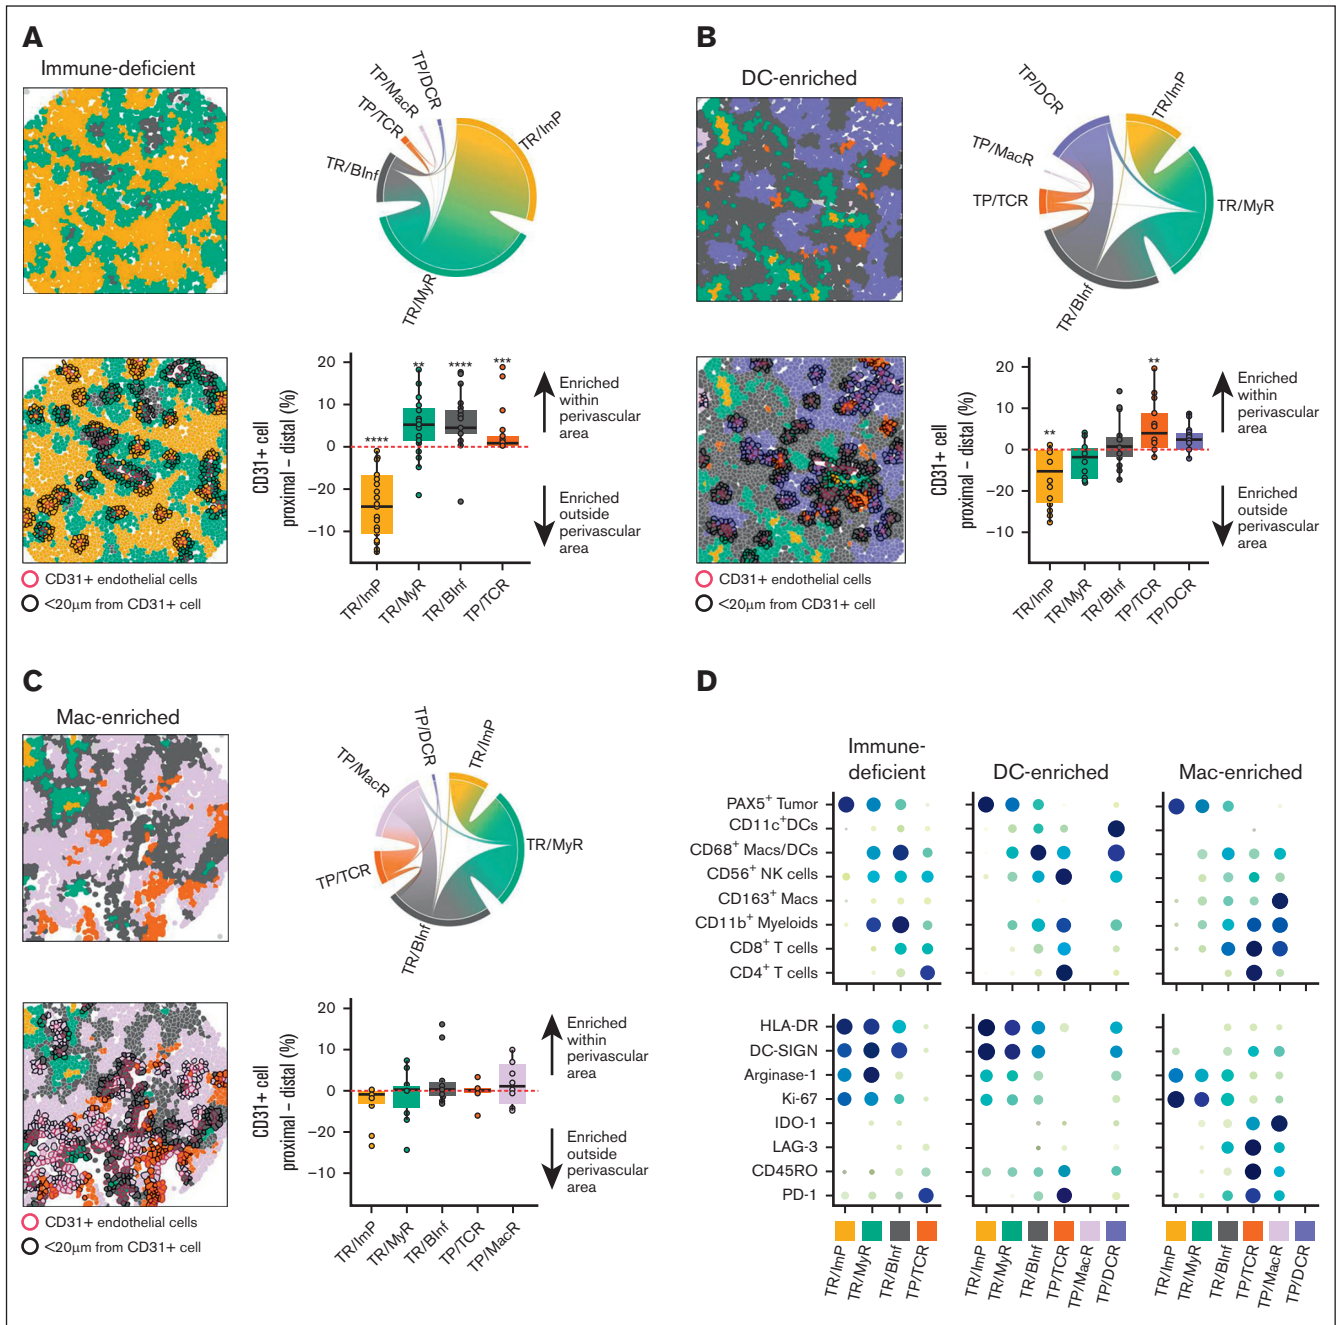 A
Immune-deficient
TP/DCR
TP/MacR
TP/TCR
TR/BInf
TR/ImP
TR/MyR
CD31+ cell
proximal – distal (%)
20
10
0
−20
−10
****
**
****
***
Enriched
within
perivascular
area
Enriched
outside
perivascular
area
TR/ImP
TR/MyR
TR/BInf
TP/TCR
CD31+ endothelial cells
<20μm from CD31+ cell
B
DC-enriched
TP/DCR
TR/ImP
TP/MacR
TP/TCR
TR/MyR
TR/BInf
CD31+ cell
proximal – distal (%)
20
10
0
−20
−10
**
**
Enriched
within
perivascular
area
Enriched
outside
perivascular
area
TR/ImP
TR/MyR
TR/BInf
TP/TCR
TP/DCR
CD31+ endothelial cells
<20μm from CD31+ cell
C
Mac-enriched
TP/DCR
TR/ImP
TP/MacR
TR/MyR
TP/TCR
TR/BInf
CD31+ cell
proximal – distal (%)
20
10
0
−20
−10
Enriched
within
perivascular
area
Enriched
outside
perivascular
area
TR/ImP
TR/MyR
TR/BInf
TP/TCR
TP/MacR
CD31+ endothelial cells
<20μm from CD31+ cell
D
Immune-
deficient
DC-enriched
Mac-enriched
PAX5+ Tumor
CD11c+DCs
CD68+ Macs/DCs
CD56+ NK cells
CD163+ Macs
CD11b+ Myeloids
CD8+ T cells
CD4+ T cells
HLA-DR
DC-SIGN
Arginase-1
Ki-67
IDO-1
LAG-3
CD45RO
PD-1
TR/ImP
TR/MyR
TR/BInf
TP/TCR
TR/ImP
TR/MyR
TR/BInf
TP/TCR
TP/MacR
TP/DCR
TR/ImP
TR/MyR
TR/BInf
TP/TCR
TP/MacR
TP/DCR